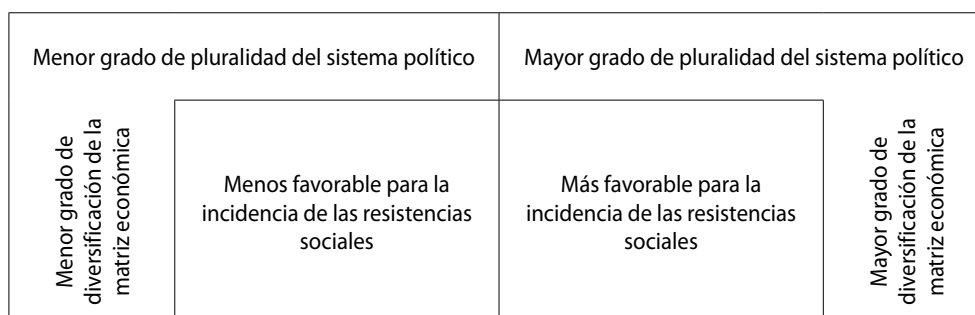 Menor grado de pluralidad del sistema político
Mayor grado de pluralidad del sistema político
Menor grado de
diversificación de la
matriz económica
Menos favorable para la
incidencia de las resistencias
sociales
Más favorable para la
incidencia de las resistencias
sociales
Mayor grado de
diversificación de la
matriz económica